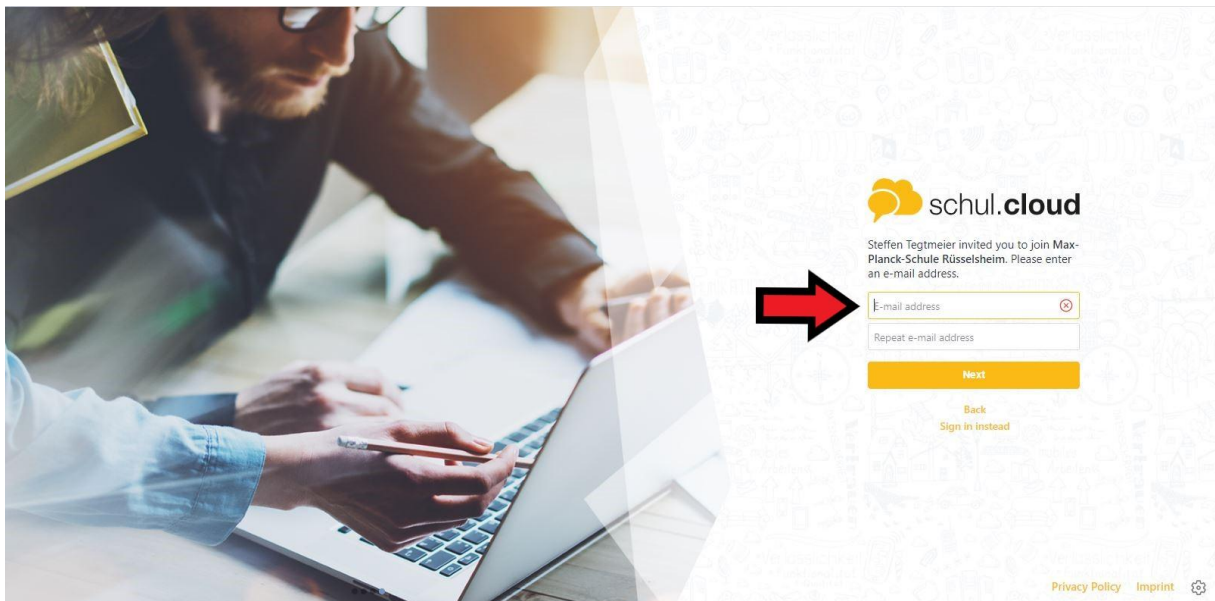 schul.cloud
Steffen Tegtmeier invited you to join Max-
Planck-Schule Rüsselsheim. Please enter
an e-mail address.
E-mail address
Repeat e-mail address
Next
Back
Sign in instead
Privacy Policy Imprint